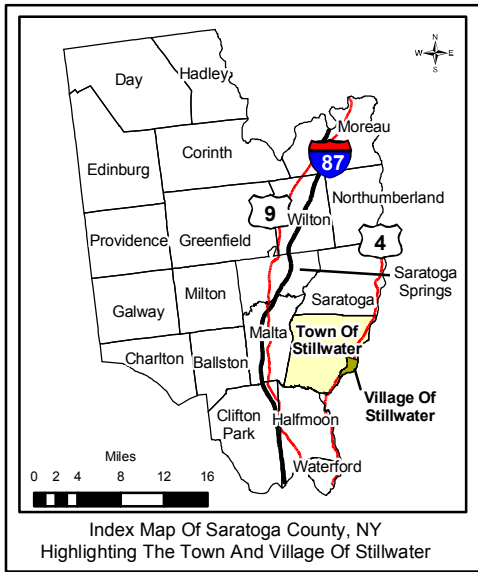 N
W E
S
Day
Hadley
Moreau
Corinth
87
Edinburg
Northumberland
9
Wilton
4
Providence
Greenfield
Saratoga
Springs
Milton
Saratoga
Galway
Malta
Town Of
Stillwater
Charlton
Ballston
Village Of
Stillwater
Clifton
Park
Halfmoon
Miles
Waterford
0 2 4 8 12 16
Index Map Of Saratoga County, NY
Highlighting The Town And Village Of Stillwater